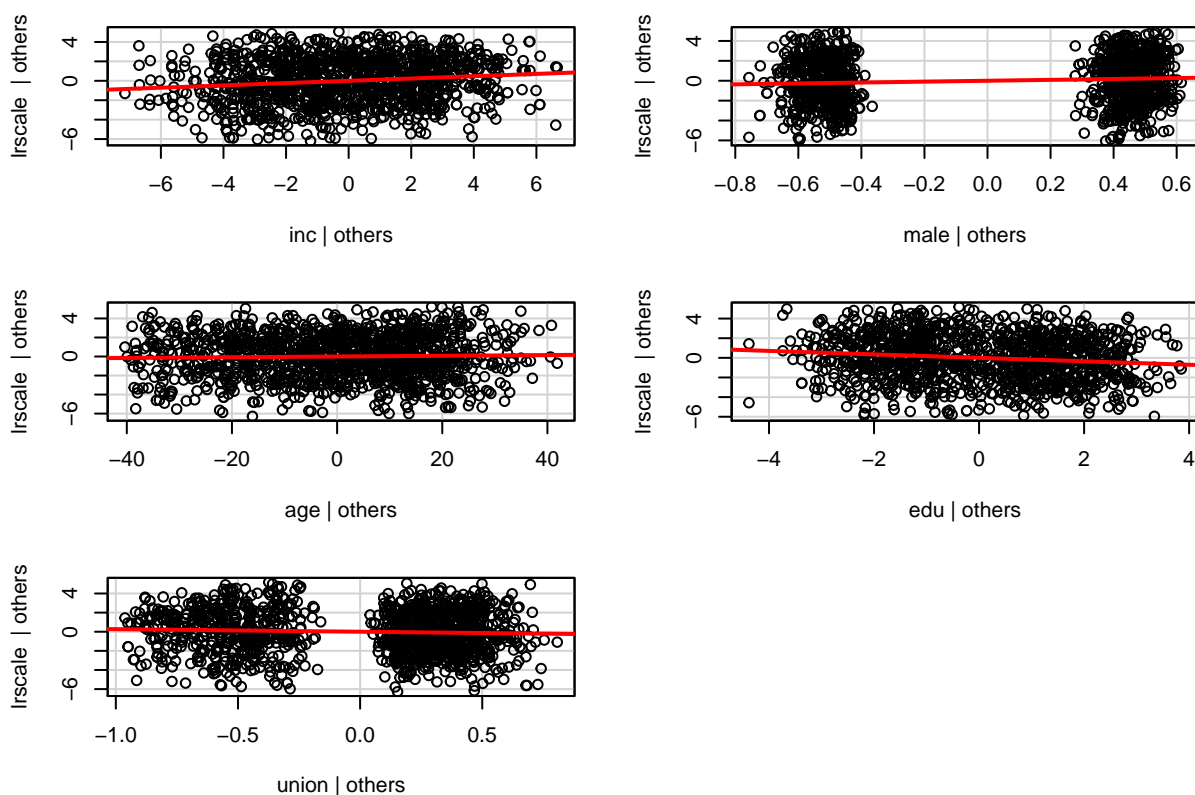 lrscale | others
4
0
−6
−6 −4 −2 0 2 4 6
inc | others
lrscale | others
4
0
−6
−0.8 −0.6 −0.4 −0.2 0.0 0.2 0.4 0.6
male | others
lrscale | others
4
0
−6
−40 −20 0 20 40
age | others
lrscale | others
4
0
−6
−4 −2 0 2 4
edu | others
lrscale | others
4
0
−6
−1.0 −0.5 0.0 0.5
union | others